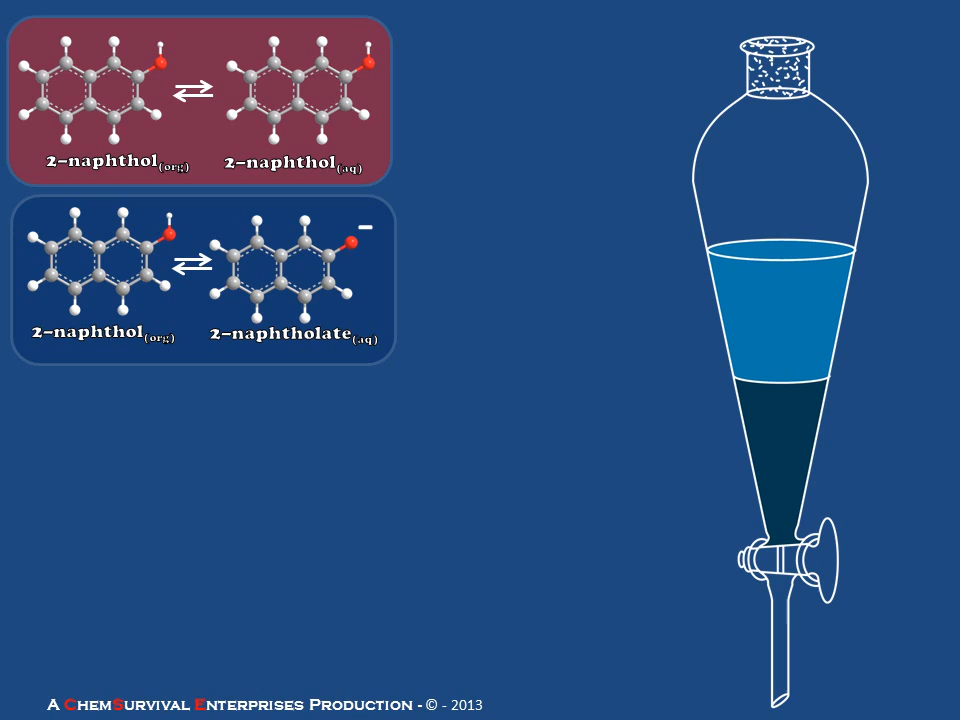 2-naphthol(org) 2-naphthol(aq)
2-naphthol(org) 2-naphtholate(aq)
A ChemSurvival Enterprises Production - © - 2013